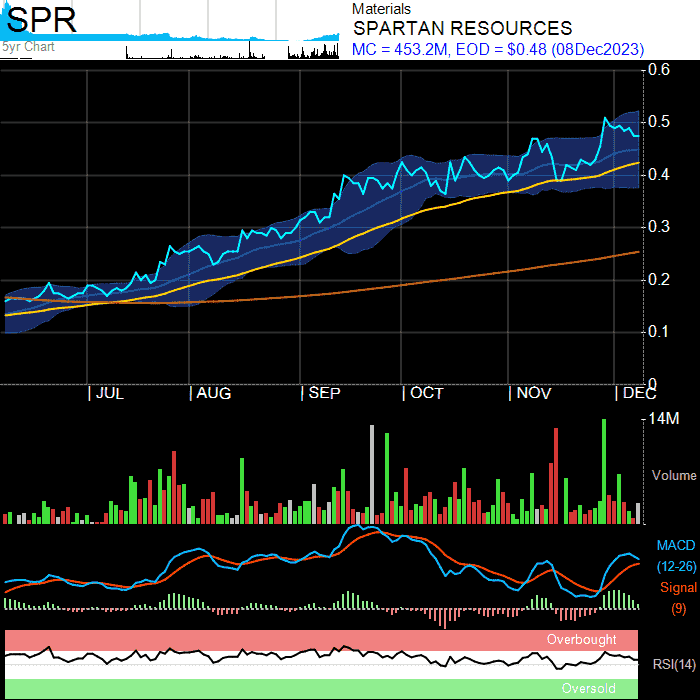 SPR
5yr Chart
Materials
SPARTAN RESOURCES
MC = 453.2M, EOD = $0.48 (08Dec2023)
0.6
0.5
0.4
0.3
0.2
0.1
0
JUL AUG SEP OCT NOV DEC
14M
Volume
MACD
(12-26)
Signal
(9)
Overbought
RSI(14)
Oversold